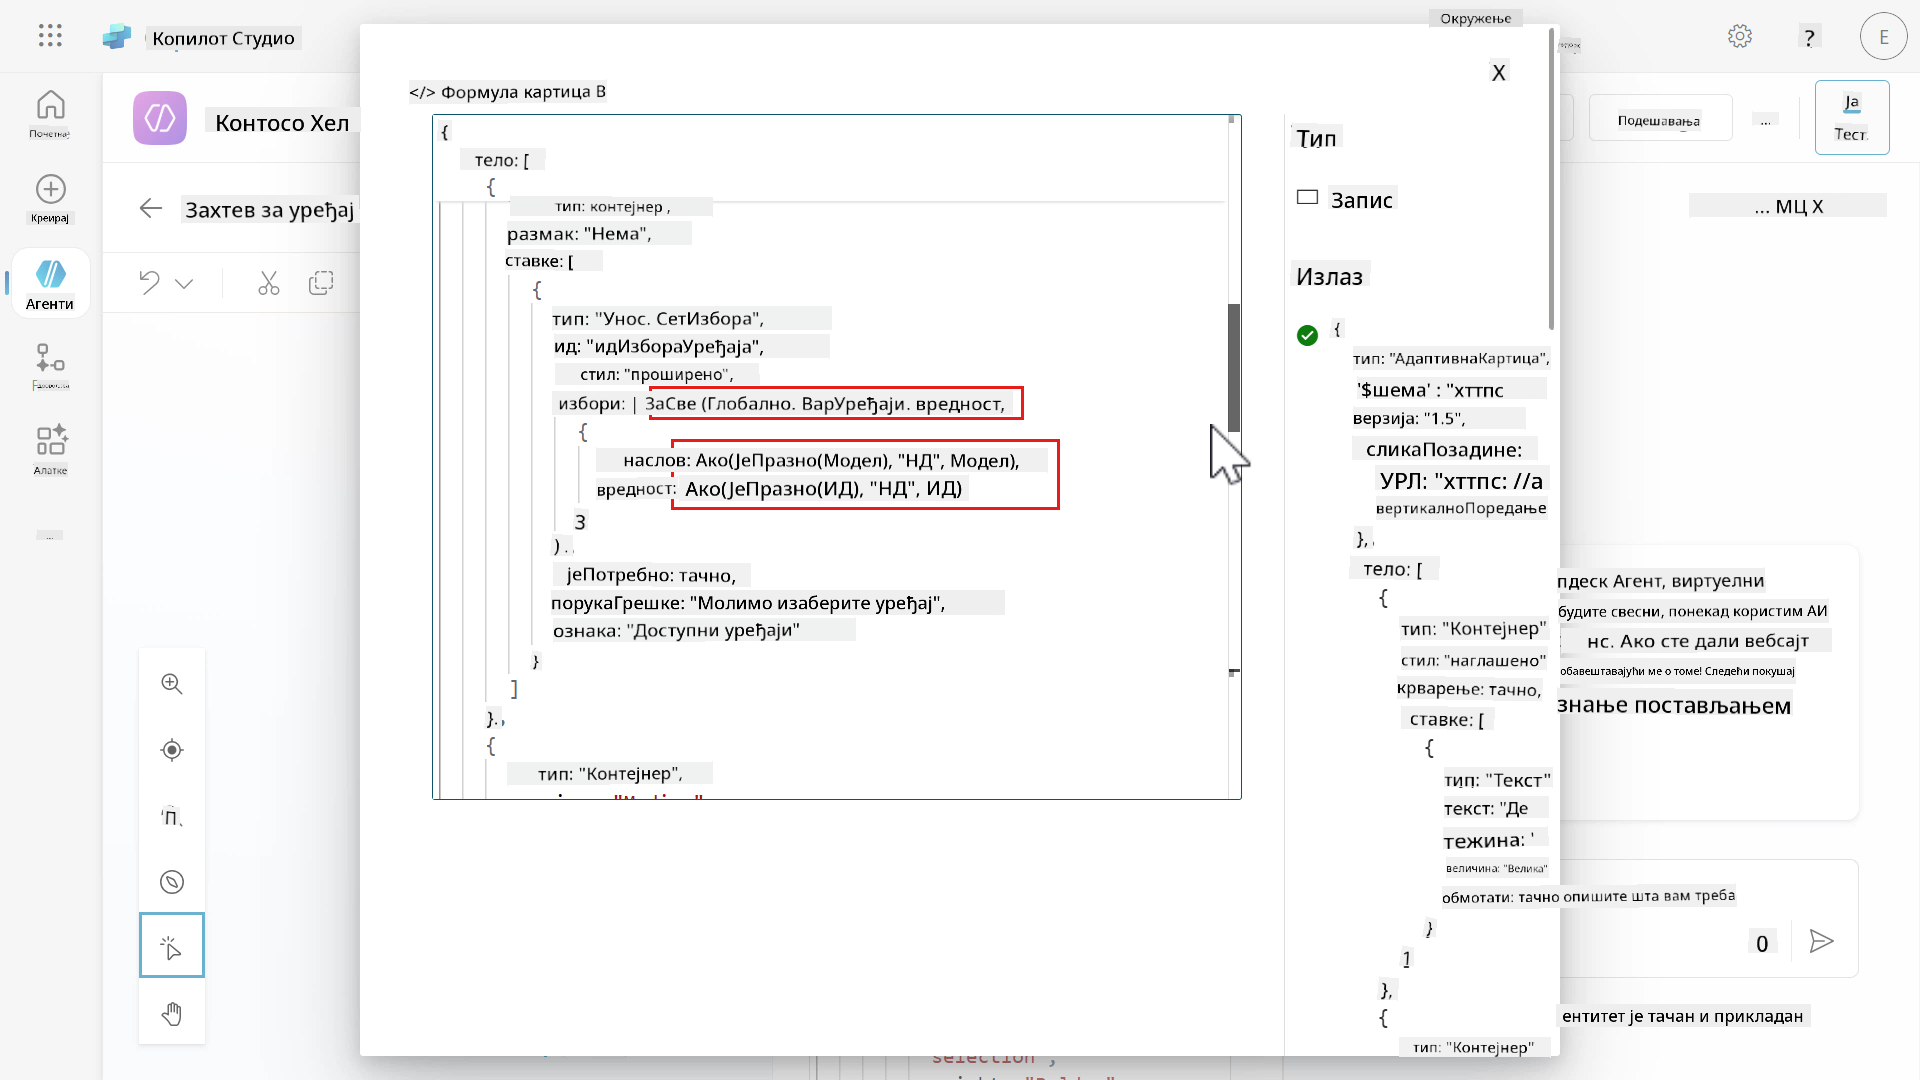 Окружење
Копилот Студио
?
E
X
</> Формула картица В
Почетнај
Контосо Хел
Подешавања
...
Ја
Тест.
Тип
{
тело: [
{
Креирај
Захтев за уређај
Запис
... МЦ X
тип: контејнер ,
размак: "Нема",
ставке: [
{
Излаз
Агенти
тип: "Унос. СетИзбора",
ид: "идИзбораУређаја",
стил: "проширено",
избори: | ЗаСве (Глобално. ВарУређаји. вредност,
{
наслов: Ако(ЈеПразно(Модел), "НД", Модел),
вредност: Ако(ЈеПразно(ИД), "НД", ИД)
3
).
јеПотребно: тачно,
порукаГрешке: "Молимо изаберите уређај",
ознака: "Доступни уређаји"
}
]
}.,
{
тип: "Контејнер",
Алатке
...
{
тип: "АдаптивнаКартица",
'$шема' : "хттпс
верзија: "1.5",
сликаПозадине:
УРЛ: "хттпс: //а
вертикалноПоредање
},
тело: [
{
тип: "Контејнер"
стил: "наглашено"
крварење: тачно,
ставке: [
{
тип: "Текст"
текст: "Де
тежина: '
величина: "Велика"
обмотати: тачно опишите шта вам треба
}
1
},
{
тип: "Контејнер"
пдеск Агент, виртуелни
будите свесни, понекад користим АИ
нс. Ако сте дали вебсајт
обавештавајући ме о томе! Следећи покушај
знање постављањем
0
ентитет је тачан и прикладан
selection",